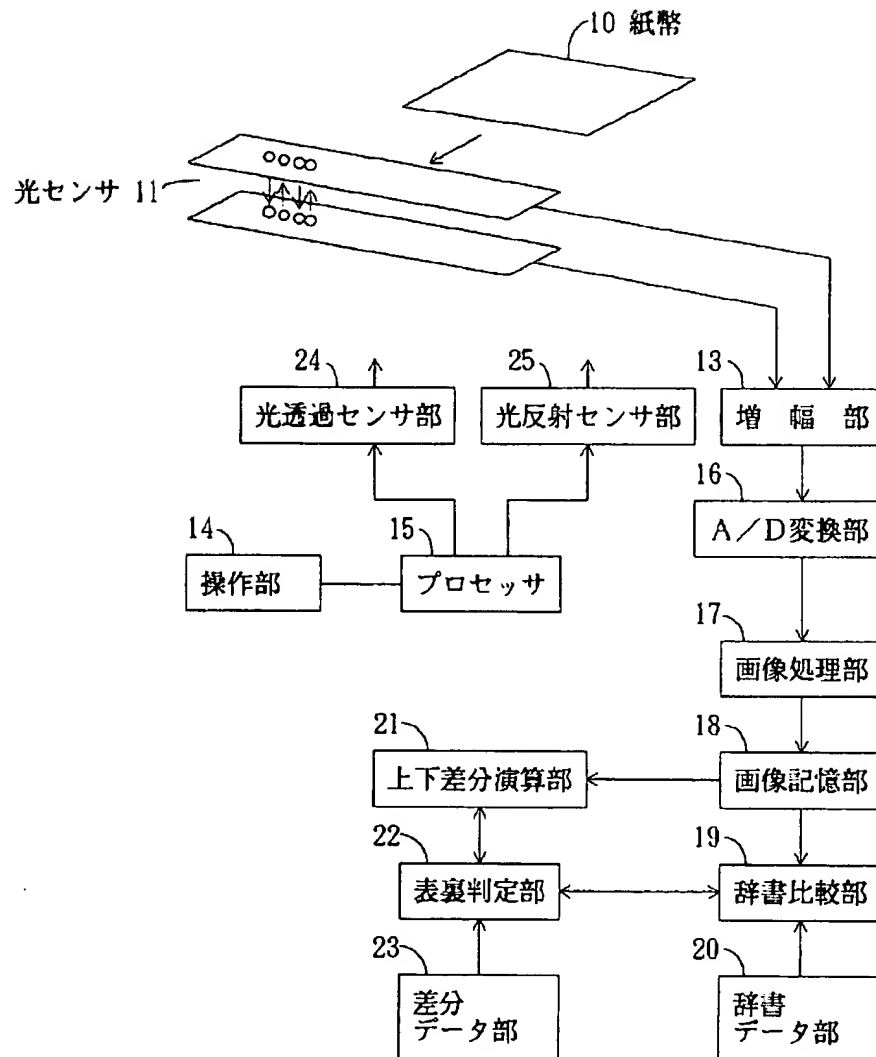 10 紙幣
光センサ 11
24
25
13
光透過センサ部
光反射センサ部
増幅部
16
A/D変換部
14
15
操作部
プロセッサ
17
画像処理部
21
18
上下差分演算部
画像記憶部
22
19
表裏判定部
辞書比較部
23
20
差分
データ部
辞書
データ部